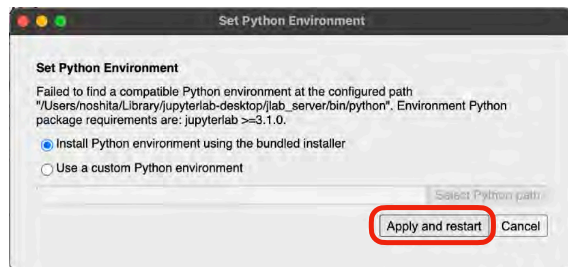 Set Python Environment
Set Python Environment
Failed to find a compatible Python environment at the configured path
"/Users/noshita/Library/jupyterlab-desktop/jlab_server/bin/python". Environment Python
package requirements are: jupyterlab >=3.1.0.
Install Python environment using the bundled installer
Use a custom Python environment
Select Python path
Apply and restart Cancel